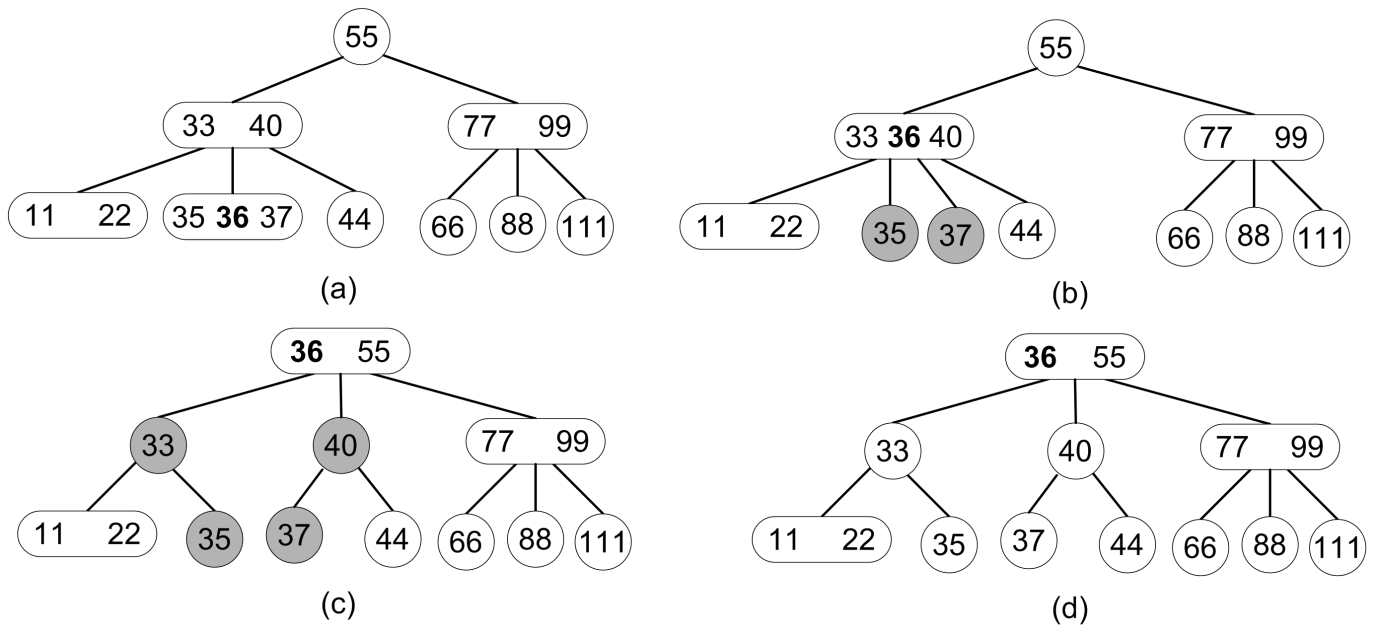 55
33 40 77 99
11 22 35 36 37 44 66 88 111
(a)
55
33 36 40 77 99
11 22 35 37 44 66 88 111
(b)
36 55
33 40 77 99
11 22 35 37 44 66 88 111
(c)
36 55
33 40 77 99
11 22 35 37 44 66 88 111
(d)